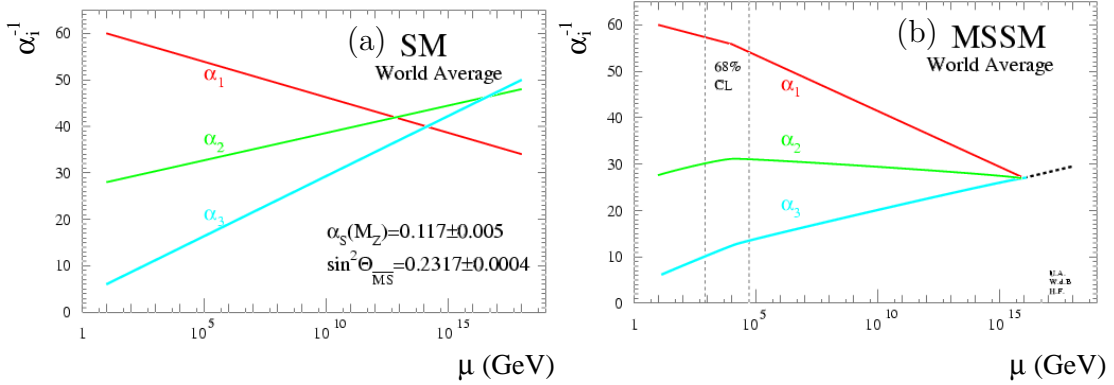 α_i^-1
60
50
40
30
20
10
0
(a) SM
World Average
α_1
α_2
α_3
α_S(M_Z)=0.117±0.005
sin^2Θ_MS=0.2317±0.0004
1
10^5
10^10
10^15
μ (GeV)
α_i^-1
60
50
40
30
20
10
0
(b) MSSM
World Average
68%
CL
α_1
α_2
α_3
U.A.
W.d.B
H.F.
1
10^5
10^10
10^15
μ (GeV)